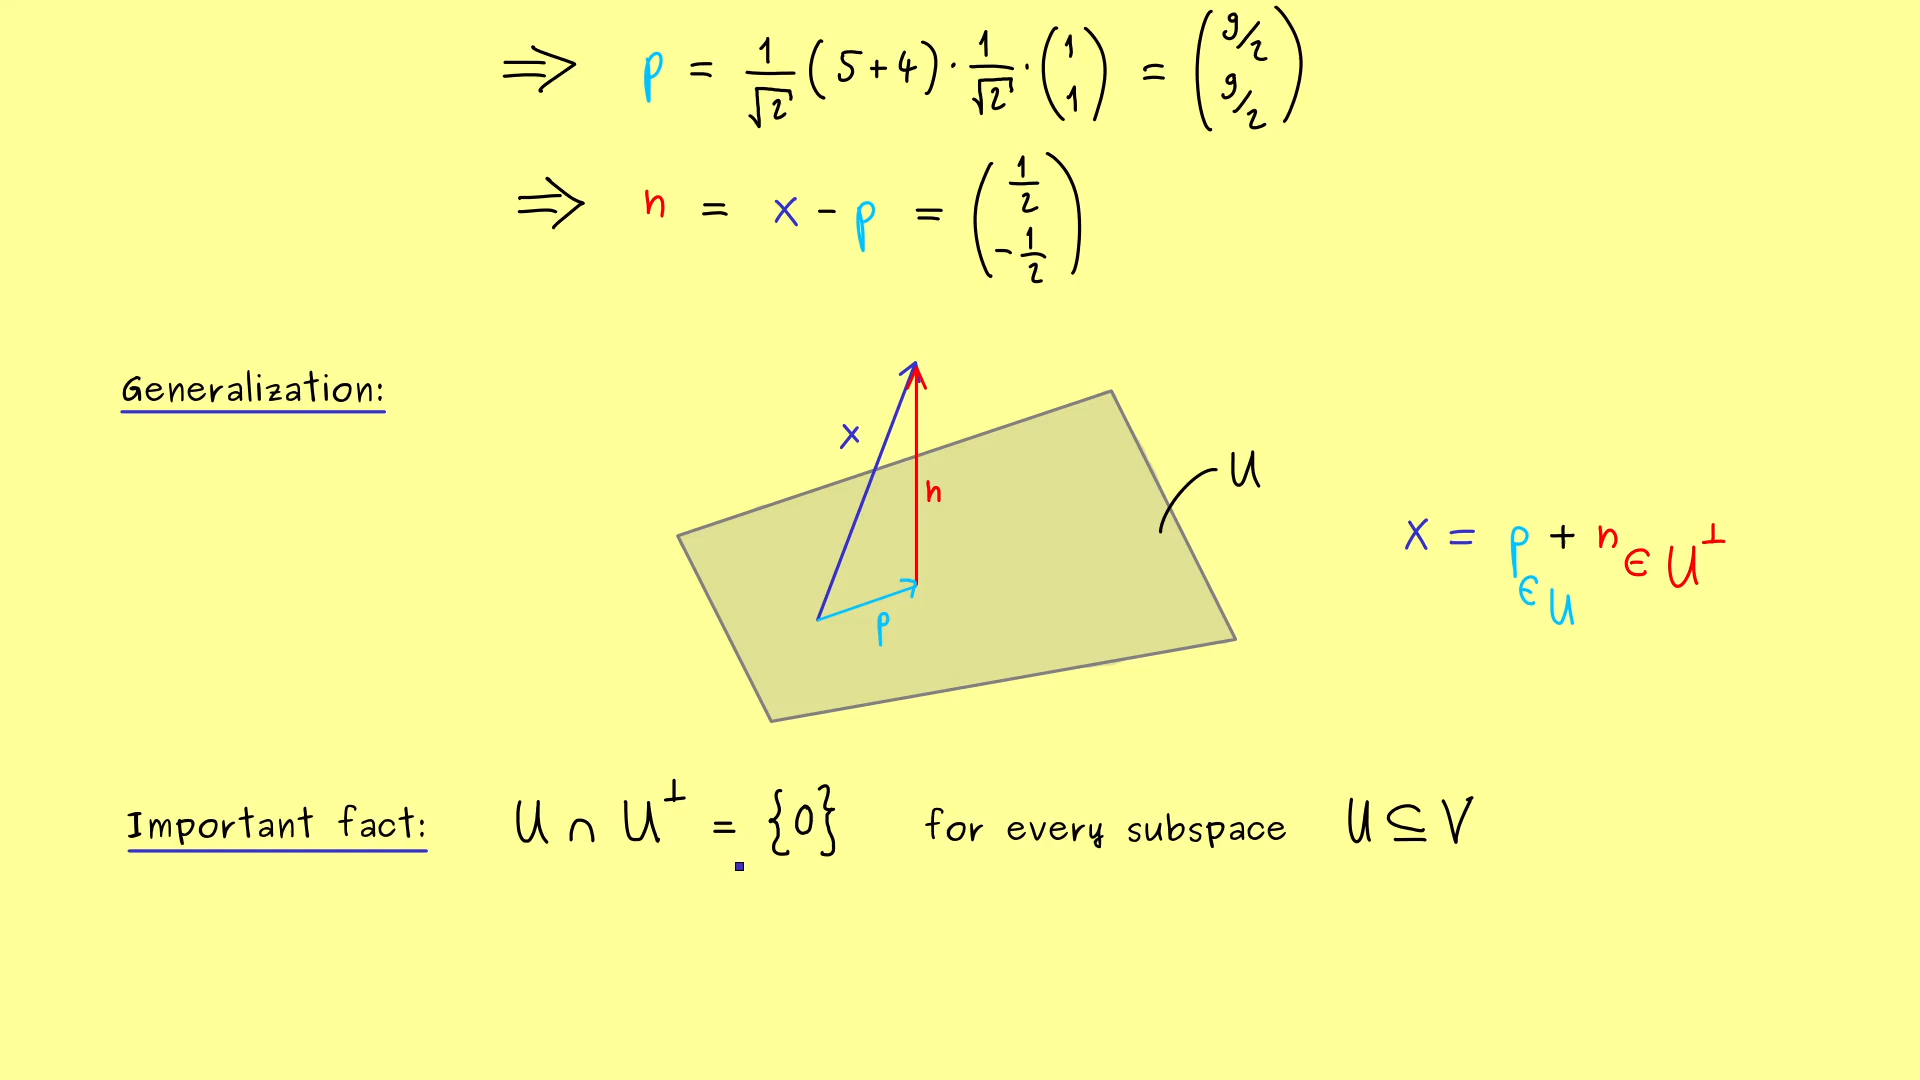 ⇒ p = 1/√2 (5+4) · 1/√2 · (1 1) = (9/2 9/2)
⇒ n = x - p = (1/2 -1/2)
Generalization:
x
n
p
U
x = p ∈ U + n ∈ U⊥
Important fact: U ∩ U⊥ = {0} for every subspace U ⊆ V